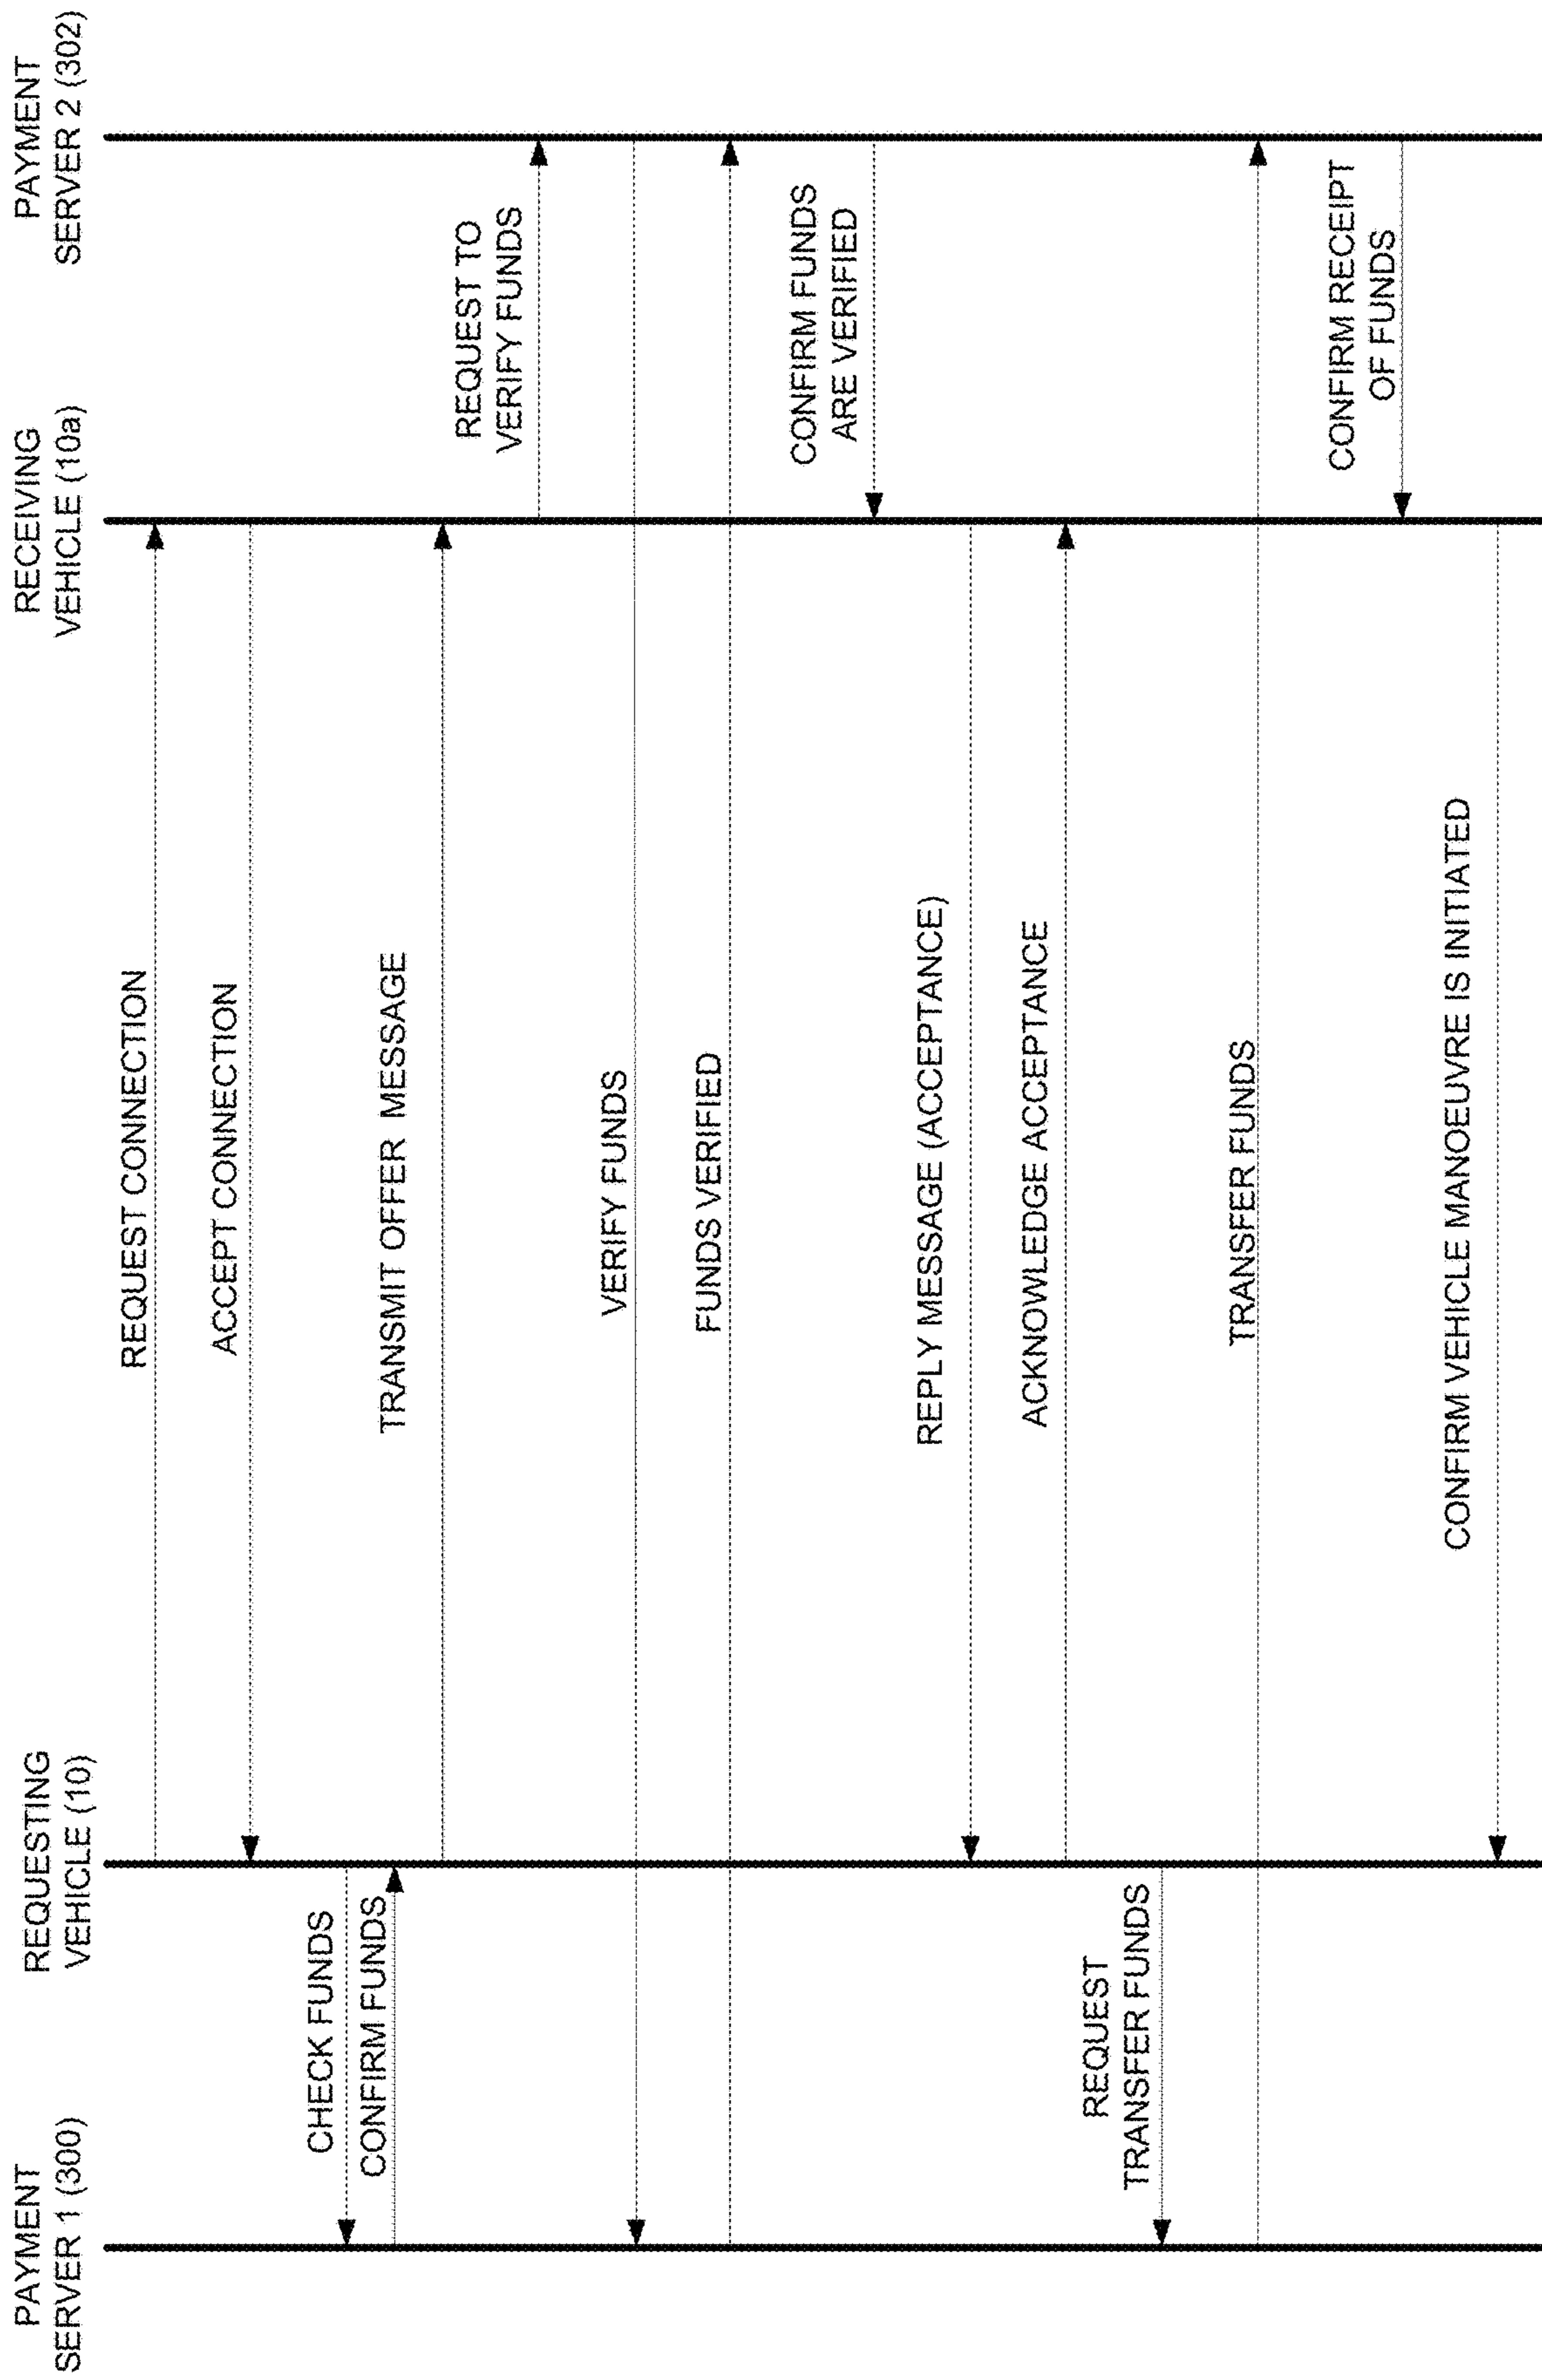 PAYMENT
SERVER 1 (300)
REQUESTING
VEHICLE (10)
RECEIVING
VEHICLE (10a)
PAYMENT
SERVER 2 (302)
REQUEST CONNECTION
ACCEPT CONNECTION
CHECK FUNDS
CONFIRM FUNDS
TRANSMIT OFFER MESSAGE
REQUEST TO
VERIFY FUNDS
VERIFY FUNDS
FUNDS VERIFIED
CONFIRM FUNDS
ARE VERIFIED
REPLY MESSAGE (ACCEPTANCE)
ACKNOWLEDGE ACCEPTANCE
REQUEST
TRANSFER FUNDS
TRANSFER FUNDS
CONFIRM RECEIPT
OF FUNDS
CONFIRM VEHICLE MANOEUVRE IS INITIATED